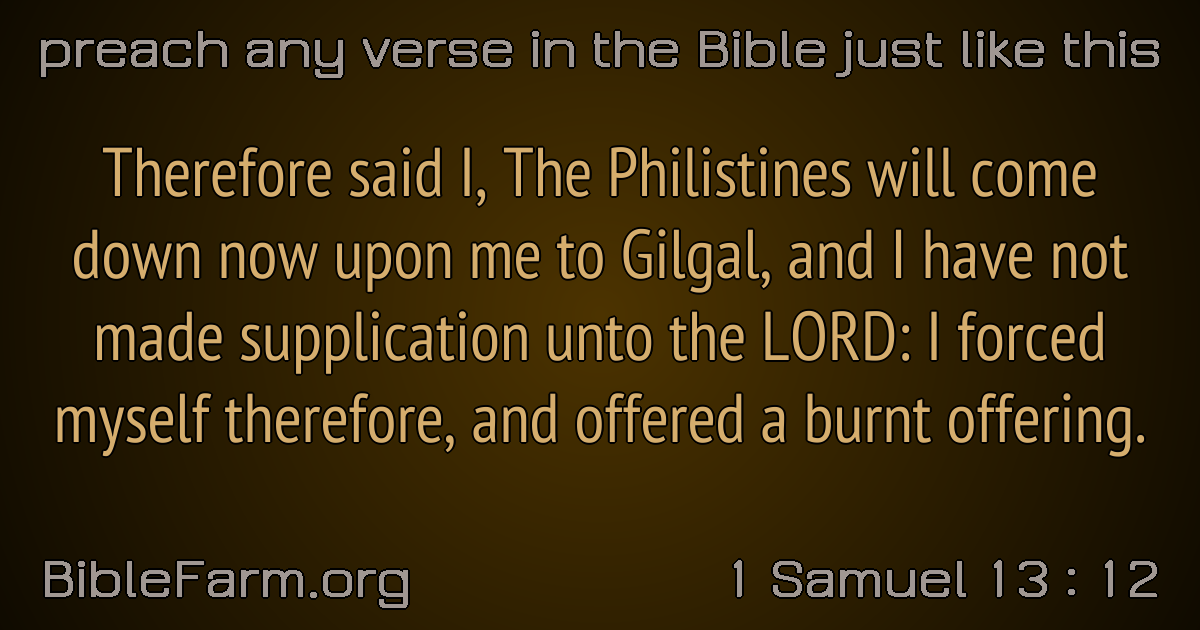 preach any verse in the Bible just like this
Therefore said I, The Philistines will come
down now upon me to Gilgal, and I have not
made supplication unto the LORD: I forced
myself therefore, and offered a burnt offering.
BibleFarm.org
1 Samuel 13 : 12